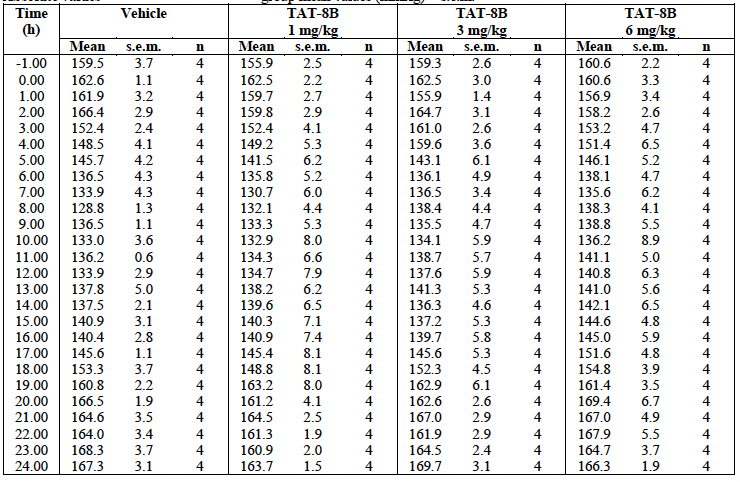 Time Vehicle TAT-8B TAT-8B TAT-8B
(h) 1 mg/kg 3 mg/kg 6 mg/kg
Mean s.e.m. n Mean s.e.m. n Mean s.e.m. n Mean s.e.m. n
-1.00 159.5 3.7 4 155.9 2.5 4 159.3 2.6 4 160.6 2.2 4
0.00 162.6 1.1 4 162.5 2.2 4 162.5 3.0 4 160.6 3.3 4
1.00 161.9 3.2 4 159.7 2.7 4 155.9 1.4 4 156.9 3.4 4
2.00 166.4 2.9 4 159.8 2.9 4 164.7 3.1 4 158.2 2.6 4
3.00 152.4 2.4 4 152.4 4.1 4 161.0 2.6 4 153.2 4.7 4
4.00 148.5 4.1 4 149.2 5.3 4 159.6 3.6 4 151.4 6.5 4
5.00 145.7 4.2 4 141.5 6.2 4 143.1 6.1 4 146.1 5.2 4
6.00 136.5 4.3 4 135.8 5.2 4 136.1 4.9 4 138.1 4.7 4
7.00 133.9 4.3 4 130.7 6.0 4 136.5 3.4 4 135.6 6.2 4
8.00 128.8 1.3 4 132.1 4.4 4 138.4 4.4 4 138.3 4.1 4
9.00 136.5 1.1 4 133.3 5.3 4 135.5 4.7 4 138.8 5.5 4
10.00 133.0 3.6 4 132.9 8.0 4 134.1 5.9 4 136.2 8.9 4
11.00 136.2 0.6 4 134.3 6.6 4 138.7 5.7 4 141.1 5.0 4
12.00 133.9 2.9 4 134.7 7.9 4 137.6 5.9 4 140.8 6.3 4
13.00 137.8 5.0 4 138.2 6.2 4 141.3 5.3 4 141.0 5.6 4
14.00 137.5 2.1 4 139.6 6.5 4 136.3 4.6 4 142.1 6.5 4
15.00 140.9 3.1 4 140.3 7.1 4 137.2 5.3 4 144.6 4.8 4
16.00 140.4 2.8 4 140.9 7.4 4 139.7 5.8 4 145.0 5.9 4
17.00 145.6 1.1 4 145.4 8.1 4 145.6 5.3 4 151.6 4.8 4
18.00 153.3 3.7 4 148.8 8.1 4 152.3 4.5 4 154.8 3.9 4
19.00 160.8 2.2 4 163.2 8.0 4 162.9 6.1 4 161.4 3.5 4
20.00 166.5 1.9 4 161.2 4.1 4 162.6 2.6 4 169.4 6.7 4
21.00 164.6 3.5 4 164.5 2.5 4 167.0 2.9 4 167.0 4.9 4
22.00 164.0 3.4 4 161.3 1.9 4 161.9 2.9 4 167.9 5.5 4
23.00 168.3 3.7 4 160.9 2.0 4 164.5 2.4 4 164.7 3.7 4
24.00 167.3 3.1 4 163.7 1.5 4 169.7 3.1 4 166.3 1.9 4